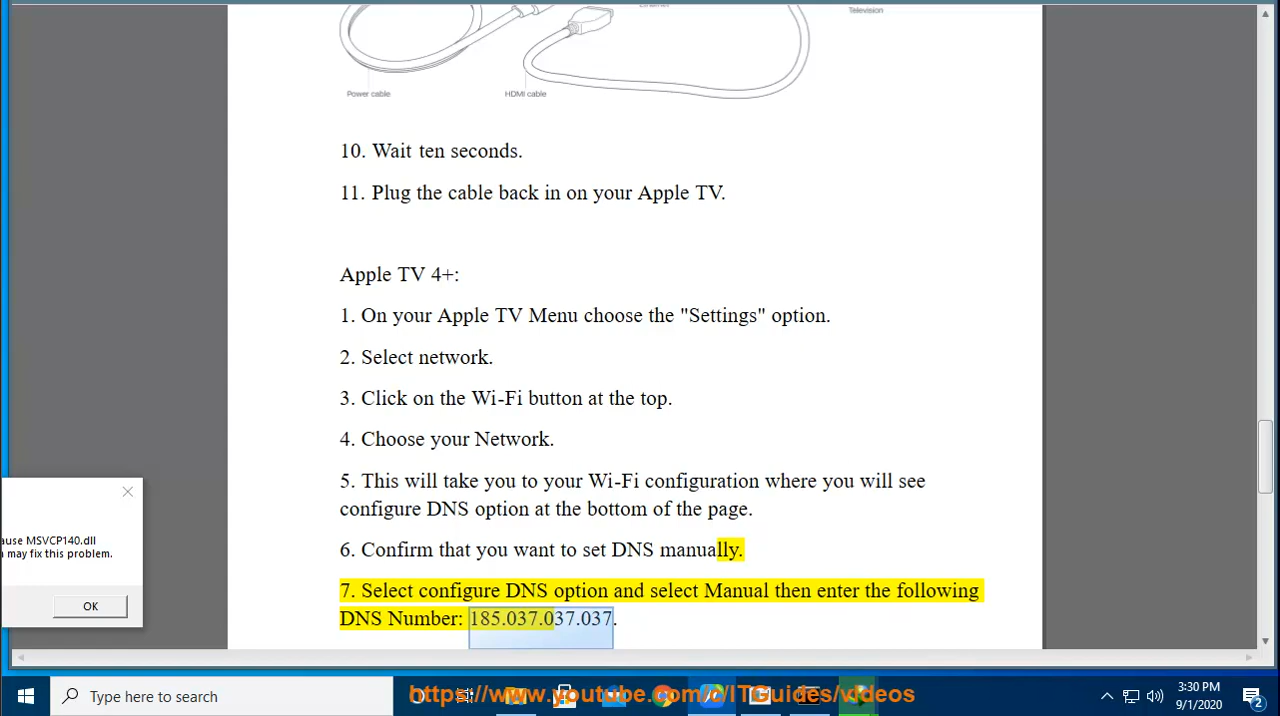 Television
Power cable
HDMI cable
10. Wait ten seconds.
11. Plug the cable back in on your Apple TV.
Apple TV 4+:
1. On your Apple TV Menu choose the "Settings" option.
2. Select network.
3. Click on the Wi-Fi button at the top.
4. Choose your Network.
5. This will take you to your Wi-Fi configuration where you will see
configure DNS option at the bottom of the page.
6. Confirm that you want to set DNS manually.
7. Select configure DNS option and select Manual then enter the following
DNS Number: 185.037.037.037.
ause MSVCP140.dll
may fix this problem.
OK
Type here to search
https://www.youtube.com/c/ITGuides/videos
3:30 PM
9/1/2020
2